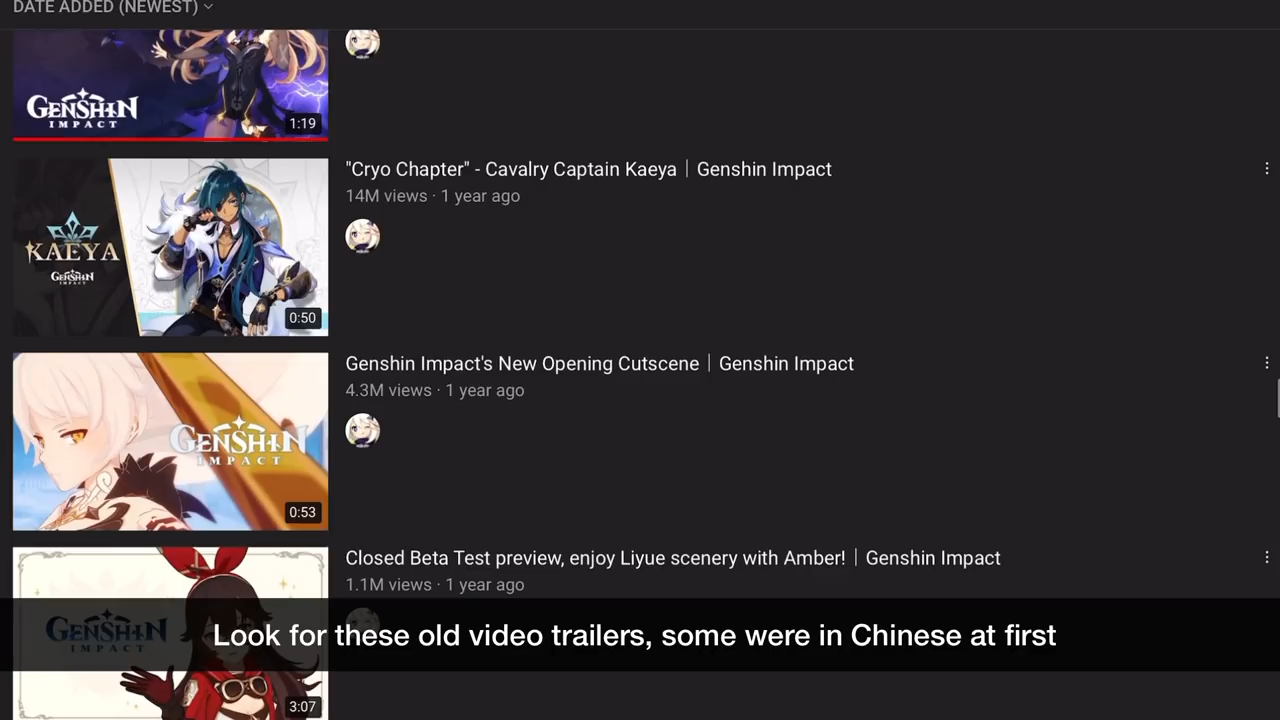 DATE ADDED (NEWEST)
GENSHIN
IMPACT
1:19
"Cryo Chapter" - Cavalry Captain Kaeya｜Genshin Impact
14M views · 1 year ago
KAEYA
GENSHIN
IMPACT
0:50
Genshin Impact's New Opening Cutscene｜Genshin Impact
4.3M views · 1 year ago
GENSHIN
IMPACT
0:53
Closed Beta Test preview, enjoy Liyue scenery with Amber!｜Genshin Impact
1.1M views · 1 year ago
GENSHIN
IMPACT
Look for these old video trailers, some were in Chinese at first
3:07